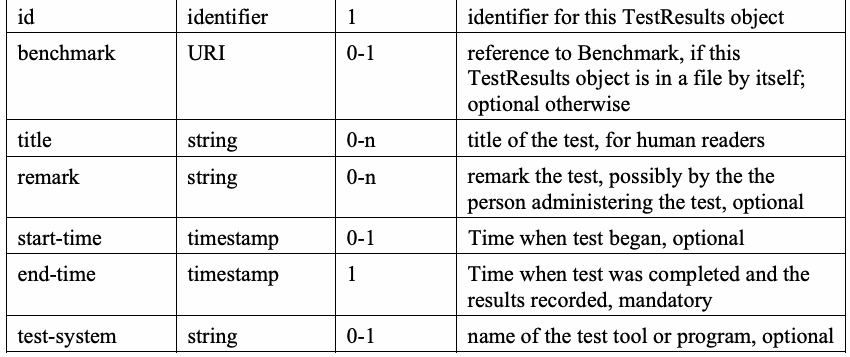 id identifier 1 identifier for this TestResults object
benchmark URI 0-1 reference to Benchmark, if this
TestResults object is in a file by itself;
optional otherwise
title string 0-n title of the test, for human readers
remark string 0-n remark the test, possibly by the the
person administering the test, optional
start-time timestamp 0-1 Time when test began, optional
end-time timestamp 1 Time when test was completed and the
results recorded, mandatory
test-system string 0-1 name of the test tool or program, optional